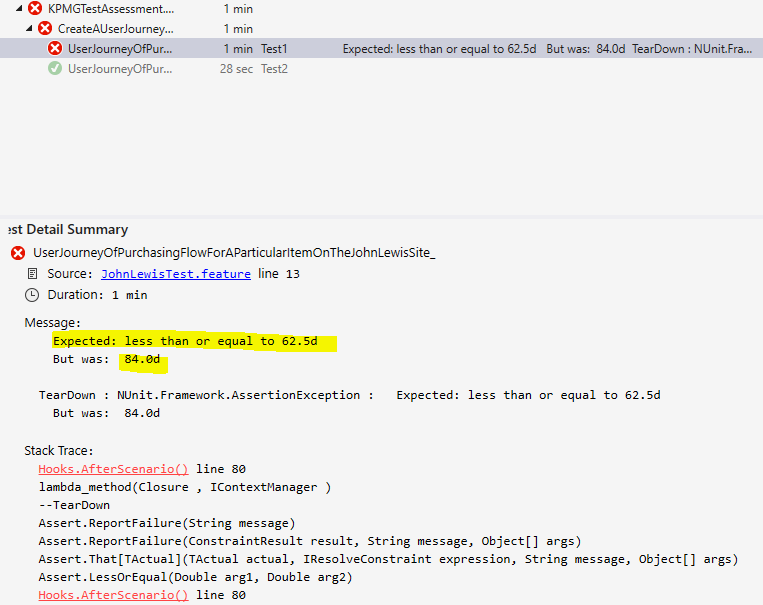 KPMGTestAssessment.... 1 min
CreateAUserJourney... 1 min
UserJourneyOfPur... 1 min Test1 Expected: less than or equal to 62.5d But was: 84.0d TearDown : NUnit.Fra...
UserJourneyOfPur... 28 sec Test2
est Detail Summary
UserJourneyOfPurchasingFlowForAParticularItemOnTheJohnLewisSite_
Source: JohnLewisTest.feature line 13
Duration: 1 min
Message:
Expected: less than or equal to 62.5d
But was: 84.0d
TearDown : NUnit.Framework.AssertionException : Expected: less than or equal to 62.5d
But was: 84.0d
Stack Trace:
Hooks.AfterScenario() line 80
lambda_method(Closure , IContextManager )
--TearDown
Assert.ReportFailure(String message)
Assert.ReportFailure(ConstraintResult result, String message, Object[] args)
Assert.That[TActual](TActual actual, IResolveConstraint expression, String message, Object[] args)
Assert.LessOrEqual(Double arg1, Double arg2)
Hooks.AfterScenario() line 80